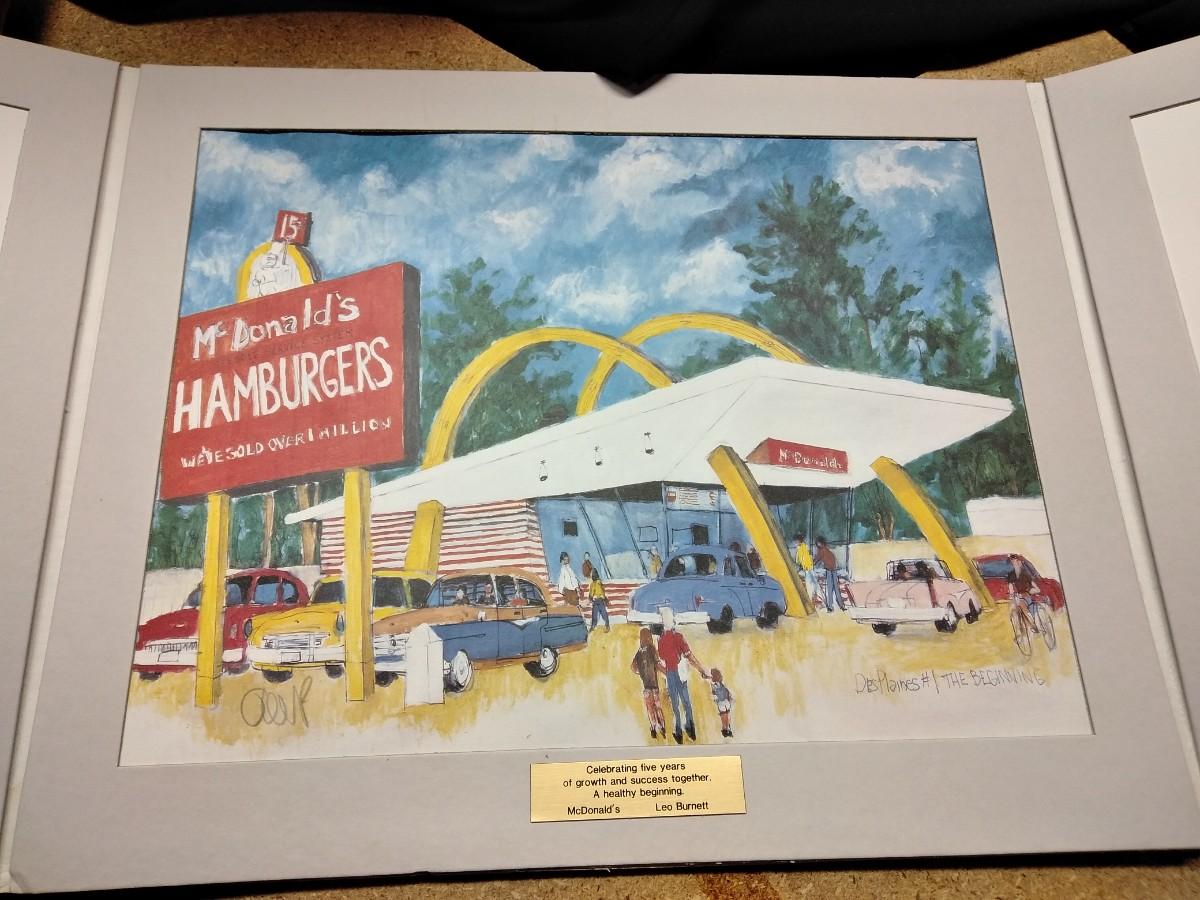 15
McDonald's
HAMBURGERS
WE'VE SOLD OVER 1 MILLION
McDonald's
DesPlaines #1 THE BEGINNING
Celebrating five years
of growth and success together.
A healthy beginning.
McDonald's Leo Burnett